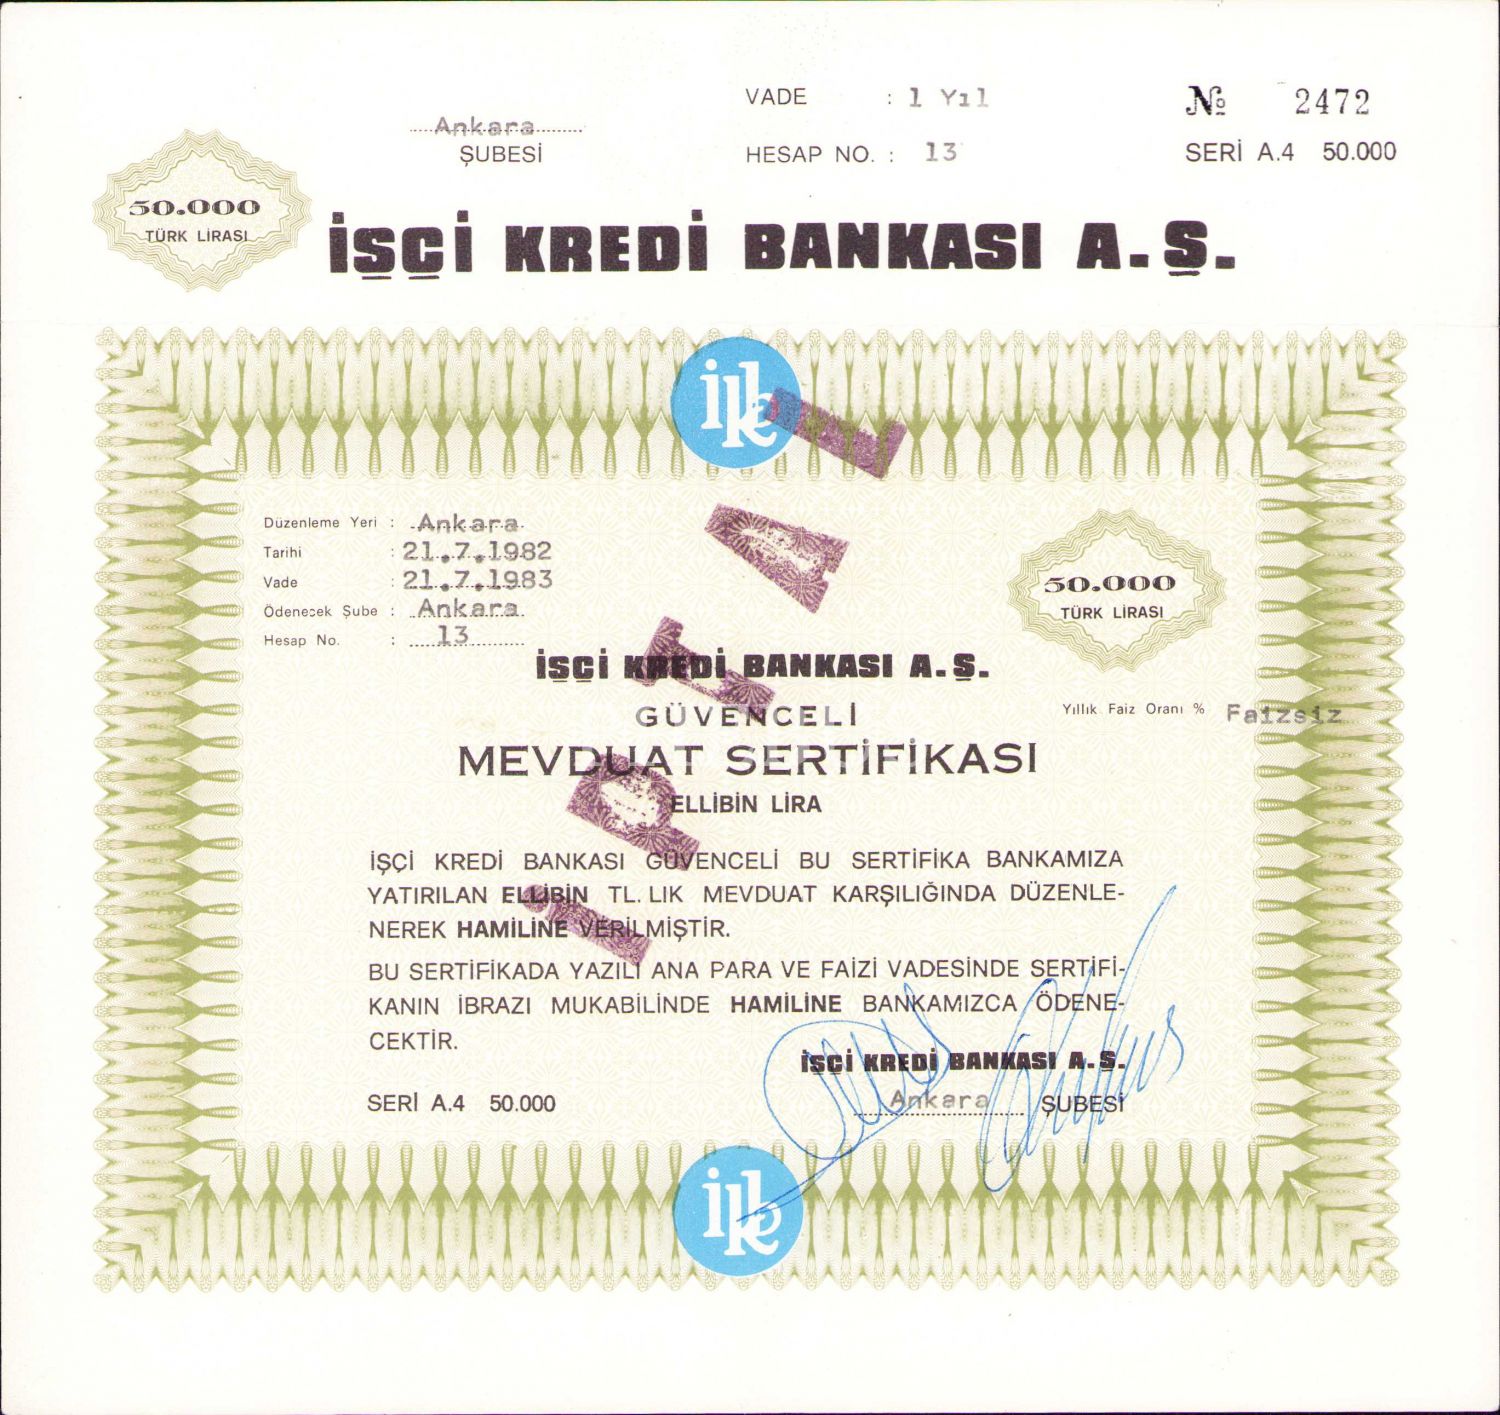 VADE : 1 Yıl
№ 2472
Ankara
ŞUBESİ
HESAP NO. : 13
SERİ A.4 50.000
50.000
TÜRK LİRASI
İŞÇİ KREDİ BANKASI A.Ş.
ikb
Düzenleme Yeri : Ankara
Tarihi : 21.7.1982
Vade : 21.7.1983
Ödenecek Şube : Ankara
Hesap No. : 13
50.000
TÜRK LİRASI
İŞÇİ KREDİ BANKASI A.Ş.
GÜVENCELİ
Yıllık Faiz Oranı % Faizsiz
MEVDUAT SERTİFİKASI
ELLİBİN LİRA
İPTAL
İŞÇİ KREDİ BANKASI GÜVENCELİ BU SERTİFİKA BANKAMIZA
YATIRILAN ELLİBİN TL. LIK MEVDUAT KARŞILIĞINDA DÜZENLE-
NEREK HAMİLİNE VERİLMİŞTİR.
BU SERTİFİKADA YAZILI ANA PARA VE FAİZİ VADESİNDE SERTİFİ-
KANIN İBRAZI MUKABİLİNDE HAMİLİNE BANKAMIZCA ÖDENE-
CEKTİR.
İŞÇİ KREDİ BANKASI A.Ş.
SERİ A.4 50.000
Ankara ŞUBESİ
ikb